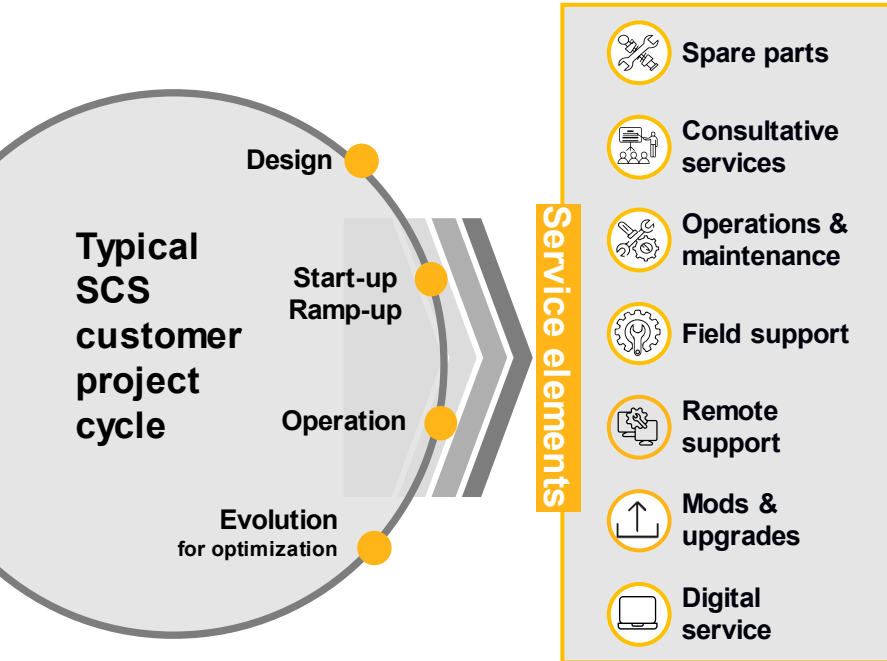 Typical
SCS
customer
project
cycle
Design
Start-up
Ramp-up
Operation
Evolution
for optimization
Service elements
Spare parts
Consultative
services
Operations &
maintenance
Field support
Remote
support
Mods &
upgrades
Digital
service